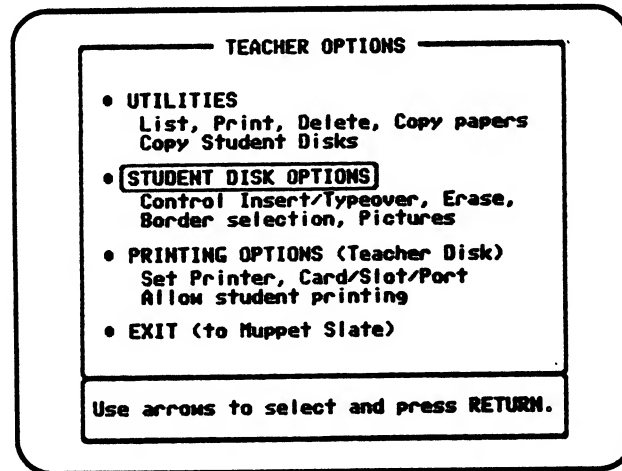 TEACHER OPTIONS
• UTILITIES
List, Print, Delete, Copy papers
Copy Student Disks
• STUDENT DISK OPTIONS
Control Insert/Typeover, Erase,
Border selection, Pictures
• PRINTING OPTIONS (Teacher Disk)
Set Printer, Card/Slot/Port
Allow student printing
• EXIT (to Muppet Slate)
Use arrows to select and press RETURN.